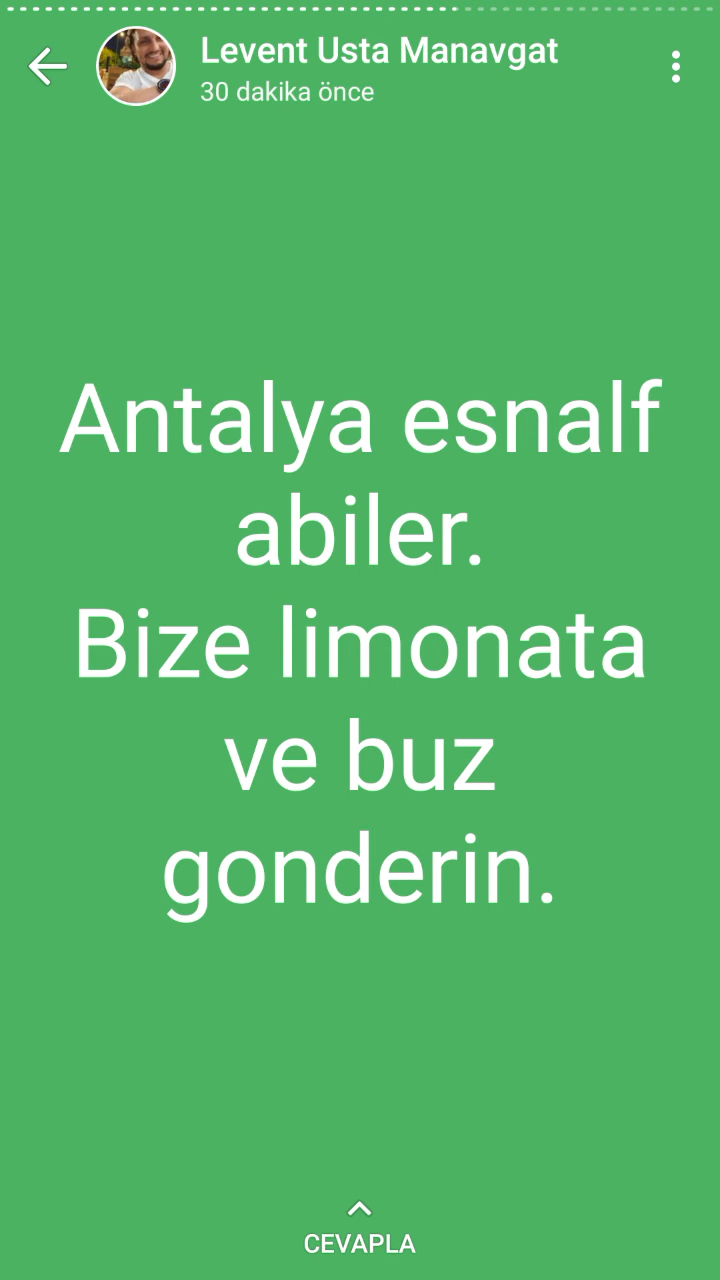 Levent Usta Manavgat
30 dakika önce
Antalya esnalf
abiler.
Bize limonata
ve buz
gonderin.
CEVAPLA